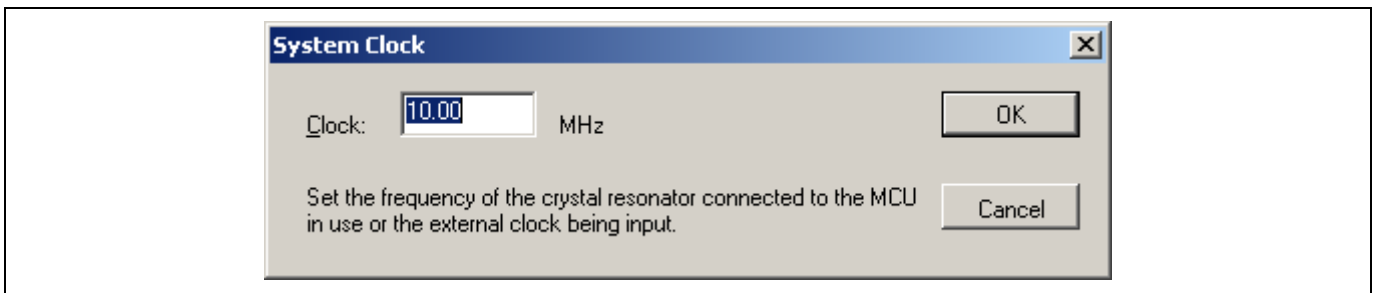 System Clock
Clock: 10.00 MHz OK
Set the frequency of the crystal resonator connected to the MCU
in use or the external clock being input.
Cancel